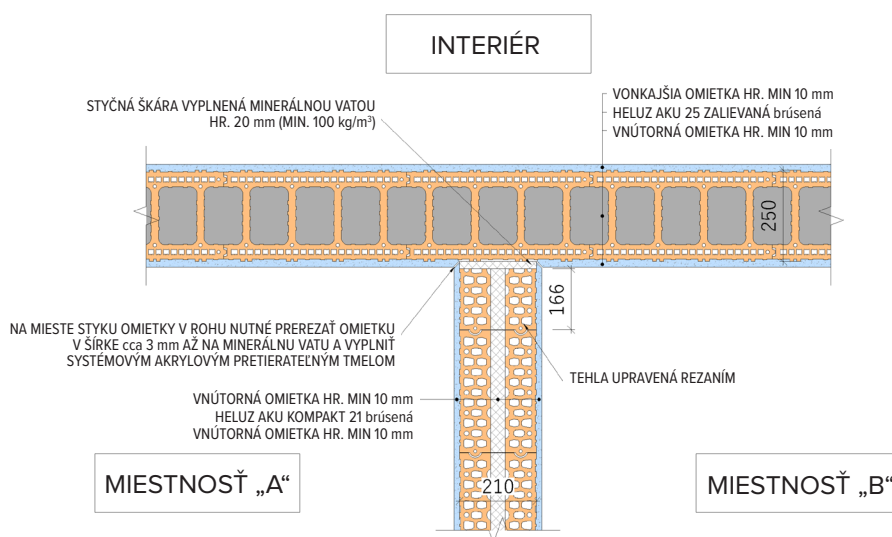 INTERIÉR
STYČNÁ ŠKÁRA VYPLNENÁ MINERÁLNOU VATOU
HR. 20 mm (MIN. 100 kg/m³)
VONKAJŠIA OMIETKA HR. MIN 10 mm
HELUZ AKU 25 ZALIEVANÁ brúsená
VNÚTORNÁ OMIETKA HR. MIN 10 mm
250
166
NA MIESTE STYKU OMIETKY V ROHU NUTNÉ PREREZAŤ OMIETKU
V ŠÍRKE cca 3 mm AŽ NA MINERÁLNU VATU A VYPLNIŤ
SYSTÉMOVÝM AKRYLOVÝM PRETIERATEĽNÝM TMELOM
TEHLA UPRAVENÁ REZANÍM
VNÚTORNÁ OMIETKA HR. MIN 10 mm
HELUZ AKU KOMPAKT 21 brúsená
VNÚTORNÁ OMIETKA HR. MIN 10 mm
210
MIESTNOSŤ „A“
MIESTNOSŤ „B“